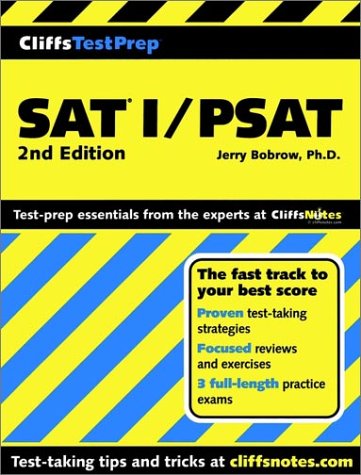 CliffsTestPrep®
SAT® I/PSAT
2nd Edition
Jerry Bobrow, Ph.D.
Test-prep essentials from the experts at CliffsNotes
The fast track to
your best score
Proven test-taking
strategies
Focused reviews
and exercises
3 full-length practice
exams
Test-taking tips and tricks at cliffsnotes.com